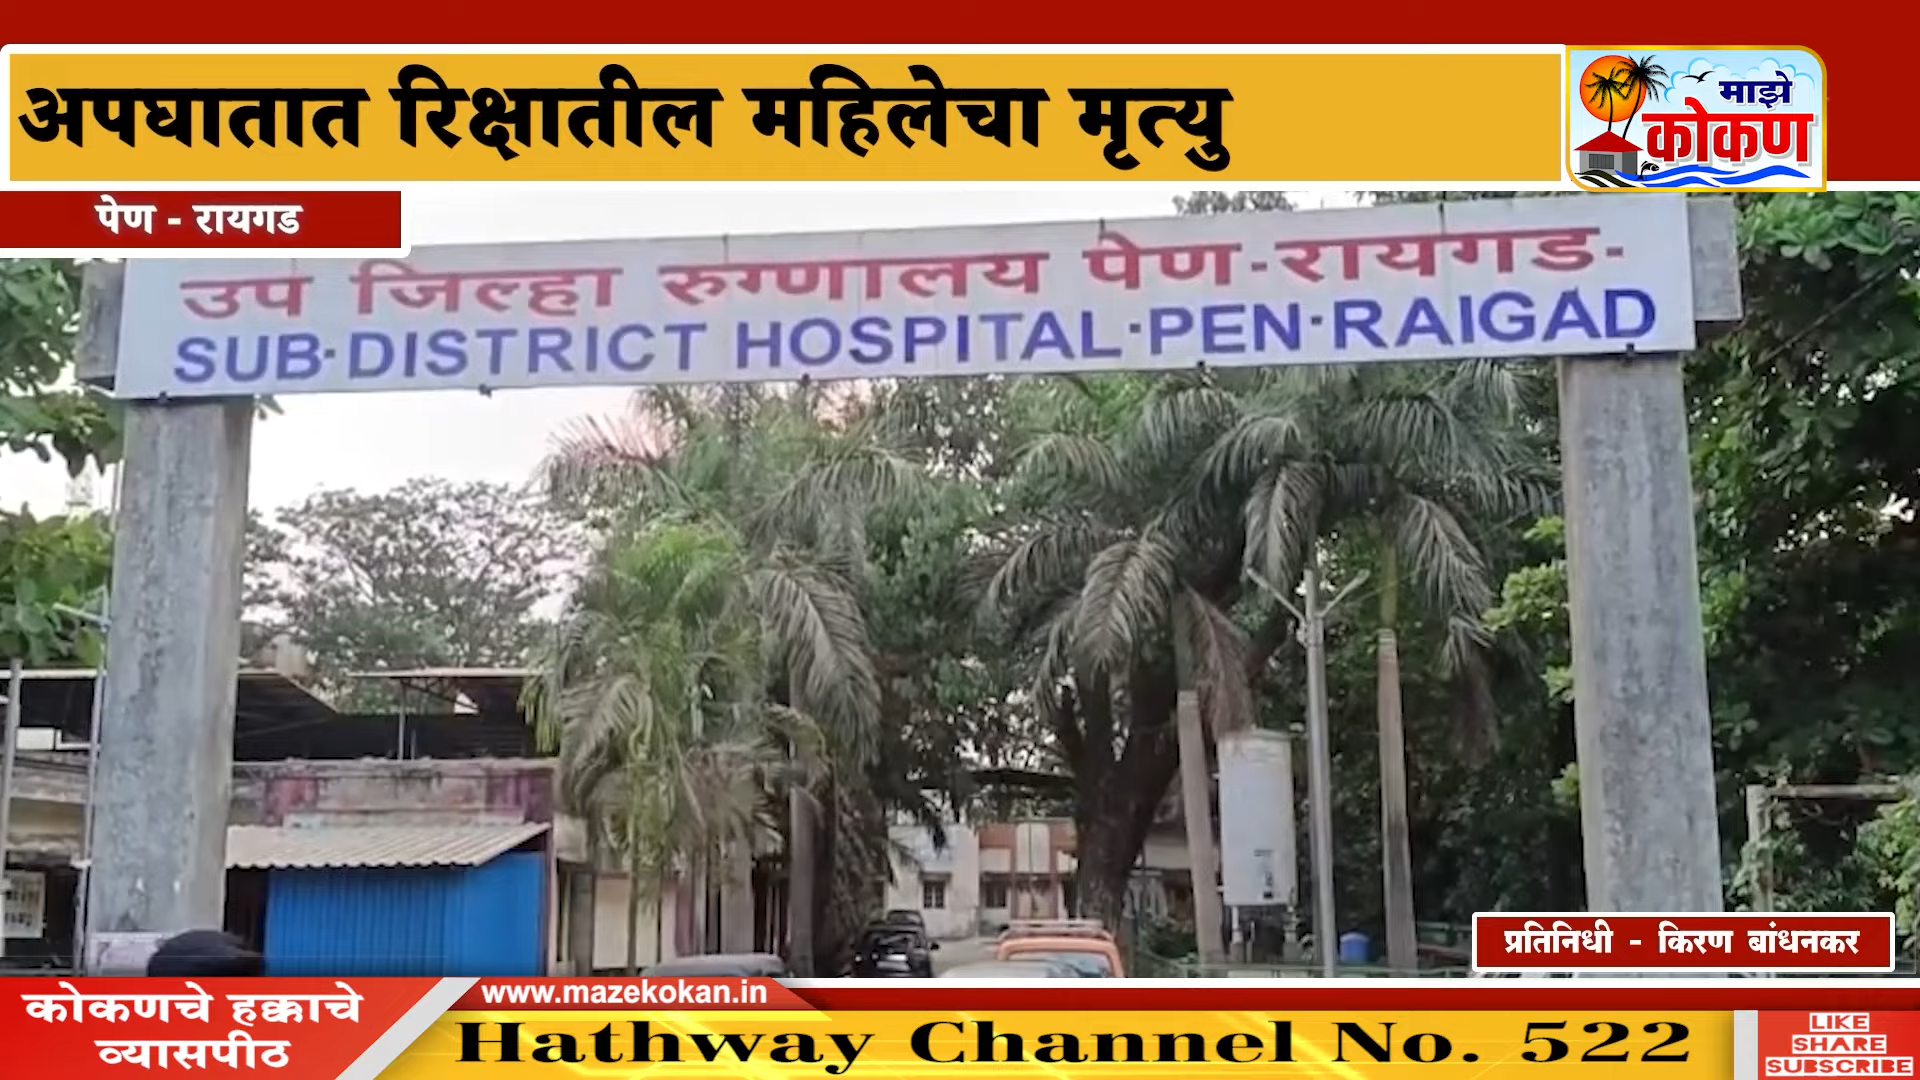 अपघातात रिक्षातील महिलेचा मृत्यु
माझे
कोकण
पेण - रायगड
उप जिल्हा रुग्णालय पेण-रायगड-
SUB-DISTRICT HOSPITAL-PEN-RAIGAD
प्रतिनिधी - किरण बांधनकर
कोकणचे हक्काचे
व्यासपीठ
www.mazekokan.in
Hathway Channel No. 522
LIKE
SHARE
SUBSCRIBE